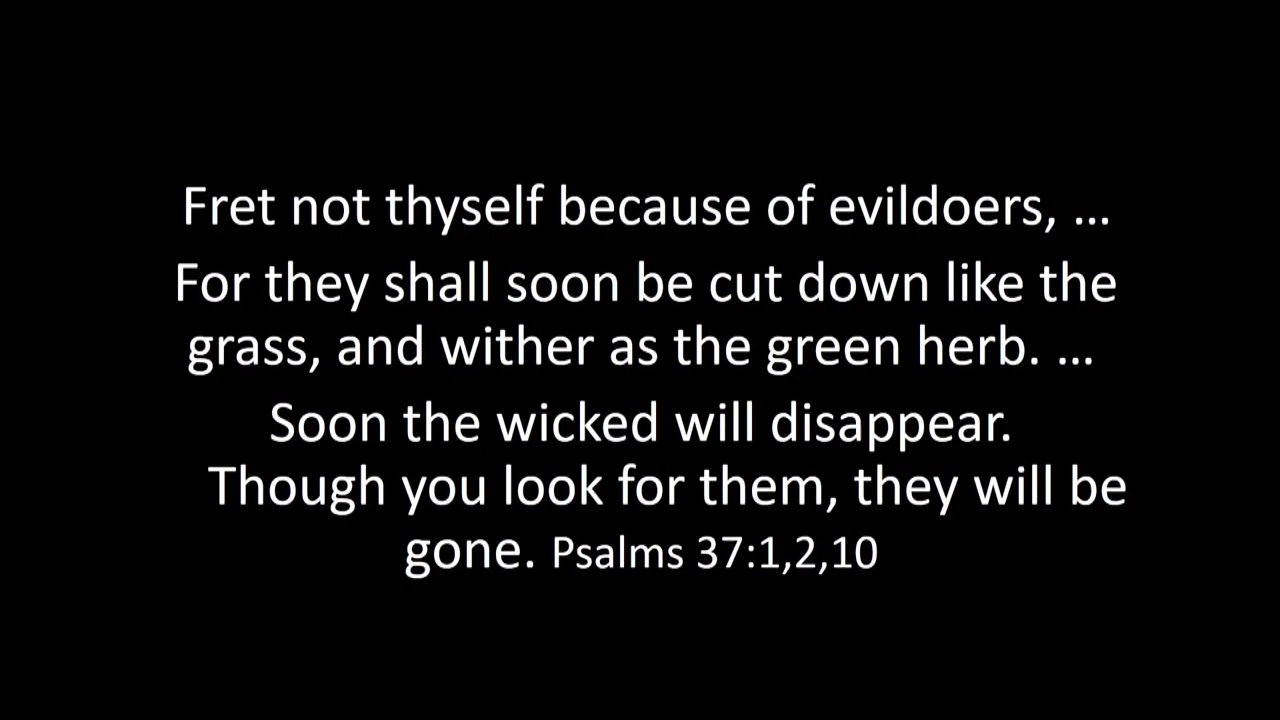 Fret not thyself because of evildoers, ...
For they shall soon be cut down like the
grass, and wither as the green herb. ...
Soon the wicked will disappear.
Though you look for them, they will be
gone. Psalms 37:1,2,10